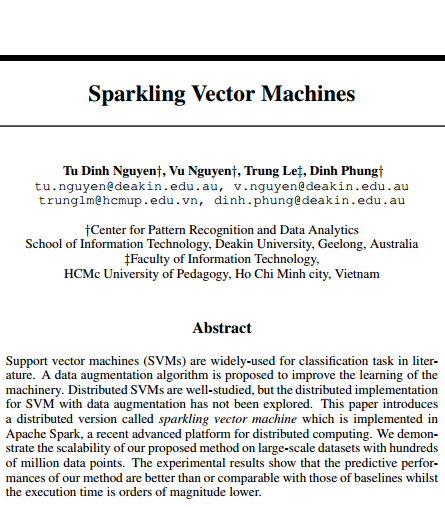 Sparkling Vector Machines
Tu Dinh Nguyen†, Vu Nguyen†, Trung Le‡, Dinh Phung†
tu.nguyen@deakin.edu.au, v.nguyen@deakin.edu.au
trunglm@hcmup.edu.vn, dinh.phung@deakin.edu.au
†Center for Pattern Recognition and Data Analytics
School of Information Technology, Deakin University, Geelong, Australia
‡Faculty of Information Technology,
HCMc University of Pedagogy, Ho Chi Minh city, Vietnam
Abstract
Support vector machines (SVMs) are widely-used for classification task in liter-
ature. A data augmentation algorithm is proposed to improve the learning of the
machinery. Distributed SVMs are well-studied, but the distributed implementation
for SVM with data augmentation has not been explored. This paper introduces
a distributed version called sparkling vector machine which is implemented in
Apache Spark, a recent advanced platform for distributed computing. We demon-
strate the scalability of our proposed method on large-scale datasets with hundreds
of million data points. The experimental results show that the predictive perfor-
mances of our method are better than or comparable with those of baselines whilst
the execution time is orders of magnitude lower.